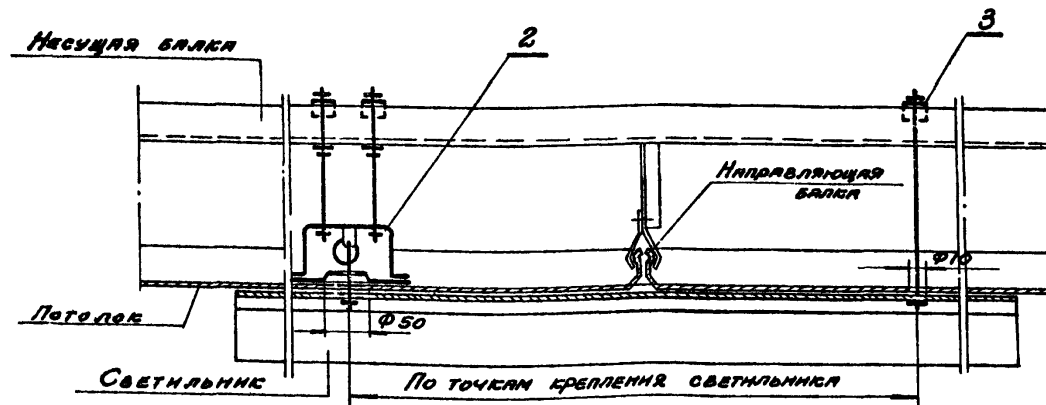 Несущая балка
2
3
Направляющая
балка
Ф10
Потолок
Ф50
Светильник
По точкам крепления светильника